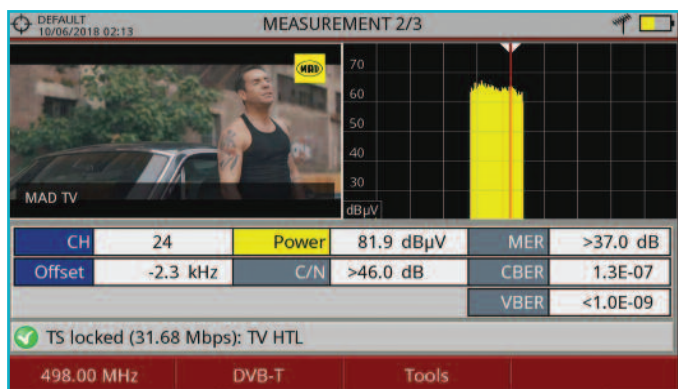 DEFAULT
10/06/2018 02:13
MEASUREMENT 2/3
MAD
MAD TV
70
60
50
40
30
dBµV
CH 24 Power 81.9 dBµV MER >37.0 dB
Offset -2.3 kHz C/N >46.0 dB CBER 1.3E-07
VBER <1.0E-09
TS locked (31.68 Mbps): TV HTL
498.00 MHz DVB-T Tools